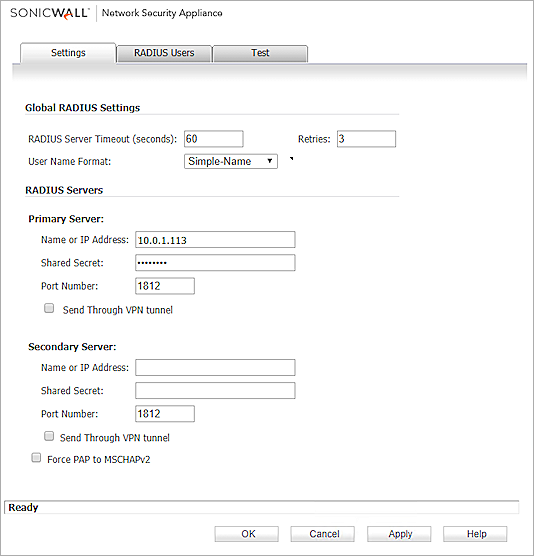 SONICWALL | Network Security Appliance
Settings RADIUS Users Test
Global RADIUS Settings
RADIUS Server Timeout (seconds): 60 Retries: 3
User Name Format: Simple-Name
RADIUS Servers
Primary Server:
Name or IP Address: 10.0.1.113
Shared Secret: ••••••••
Port Number: 1812
Send Through VPN tunnel
Secondary Server:
Name or IP Address:
Shared Secret:
Port Number: 1812
Send Through VPN tunnel
Force PAP to MSCHAPv2
Ready
OK Cancel Apply Help